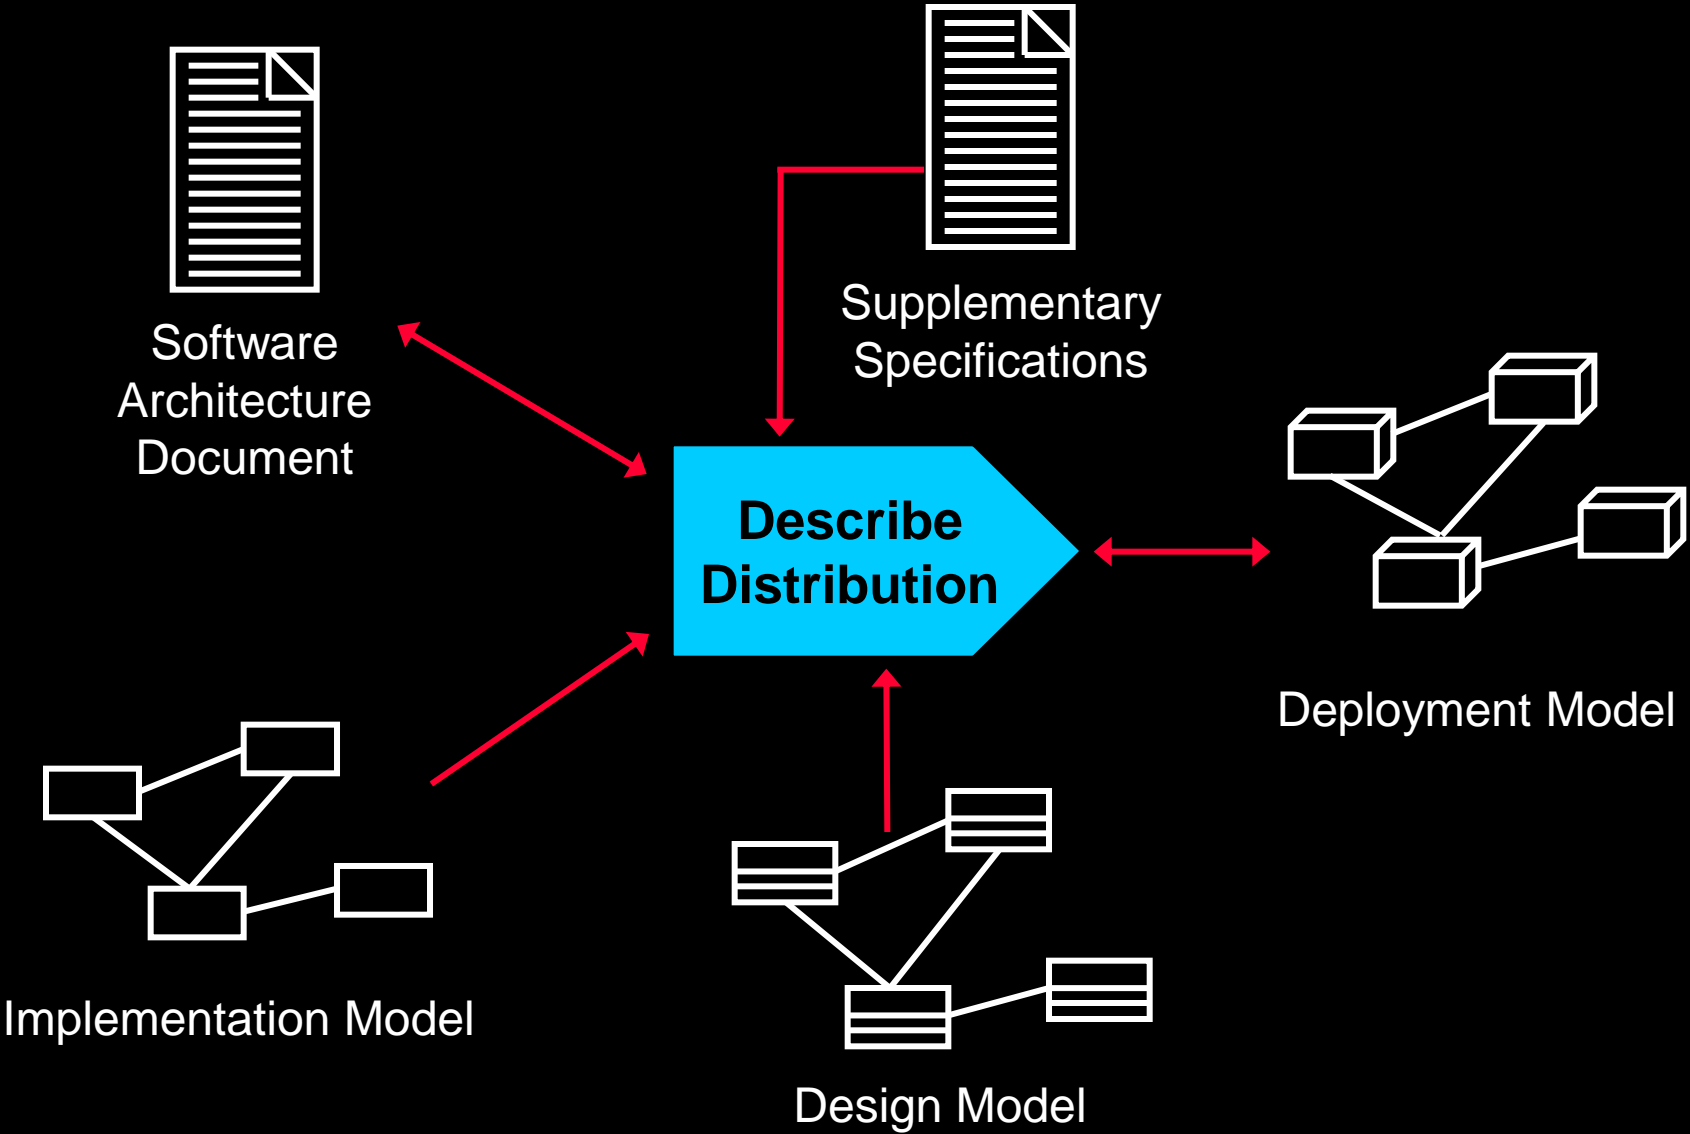 Software
Architecture
Document
Supplementary
Specifications
Describe
Distribution
Deployment Model
Implementation Model
Design Model